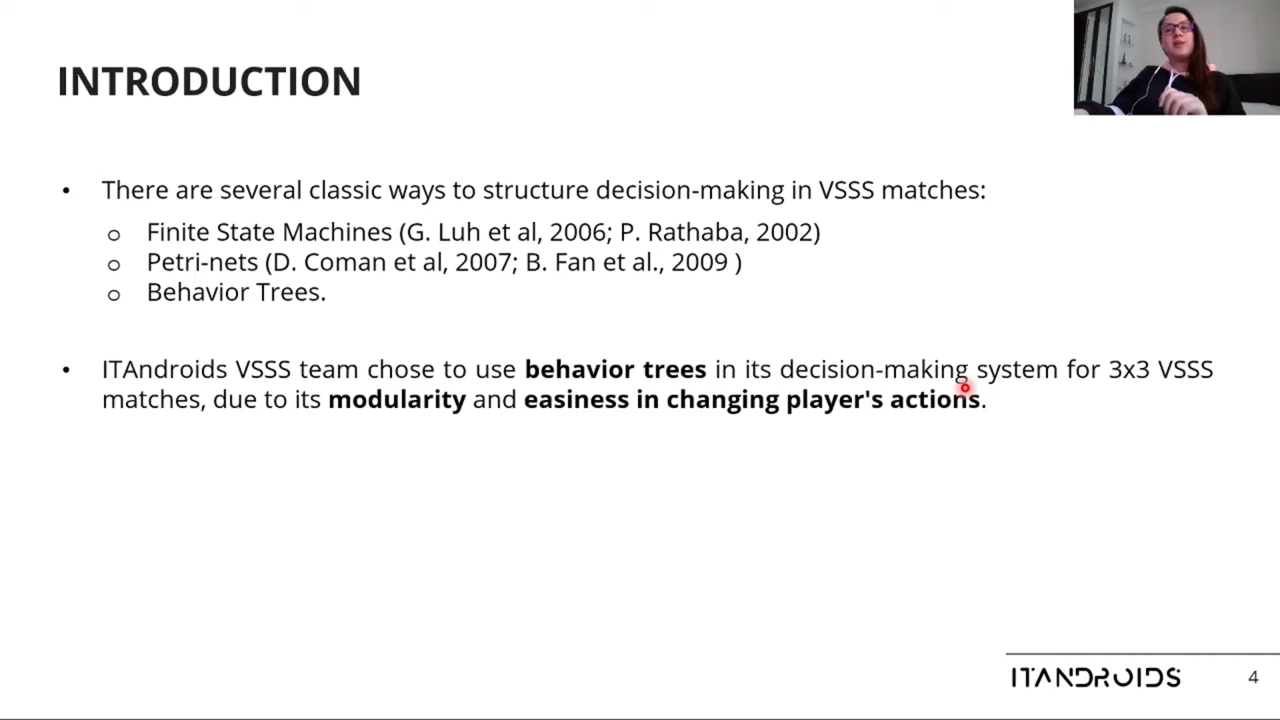 INTRODUCTION
• There are several classic ways to structure decision-making in VSSS matches:
o Finite State Machines (G. Luh et al, 2006; P. Rathaba, 2002)
o Petri-nets (D. Coman et al, 2007; B. Fan et al., 2009 )
o Behavior Trees.
• ITAndroids VSSS team chose to use behavior trees in its decision-making system for 3x3 VSSS
matches, due to its modularity and easiness in changing player's actions.
ITANDROIDS 4